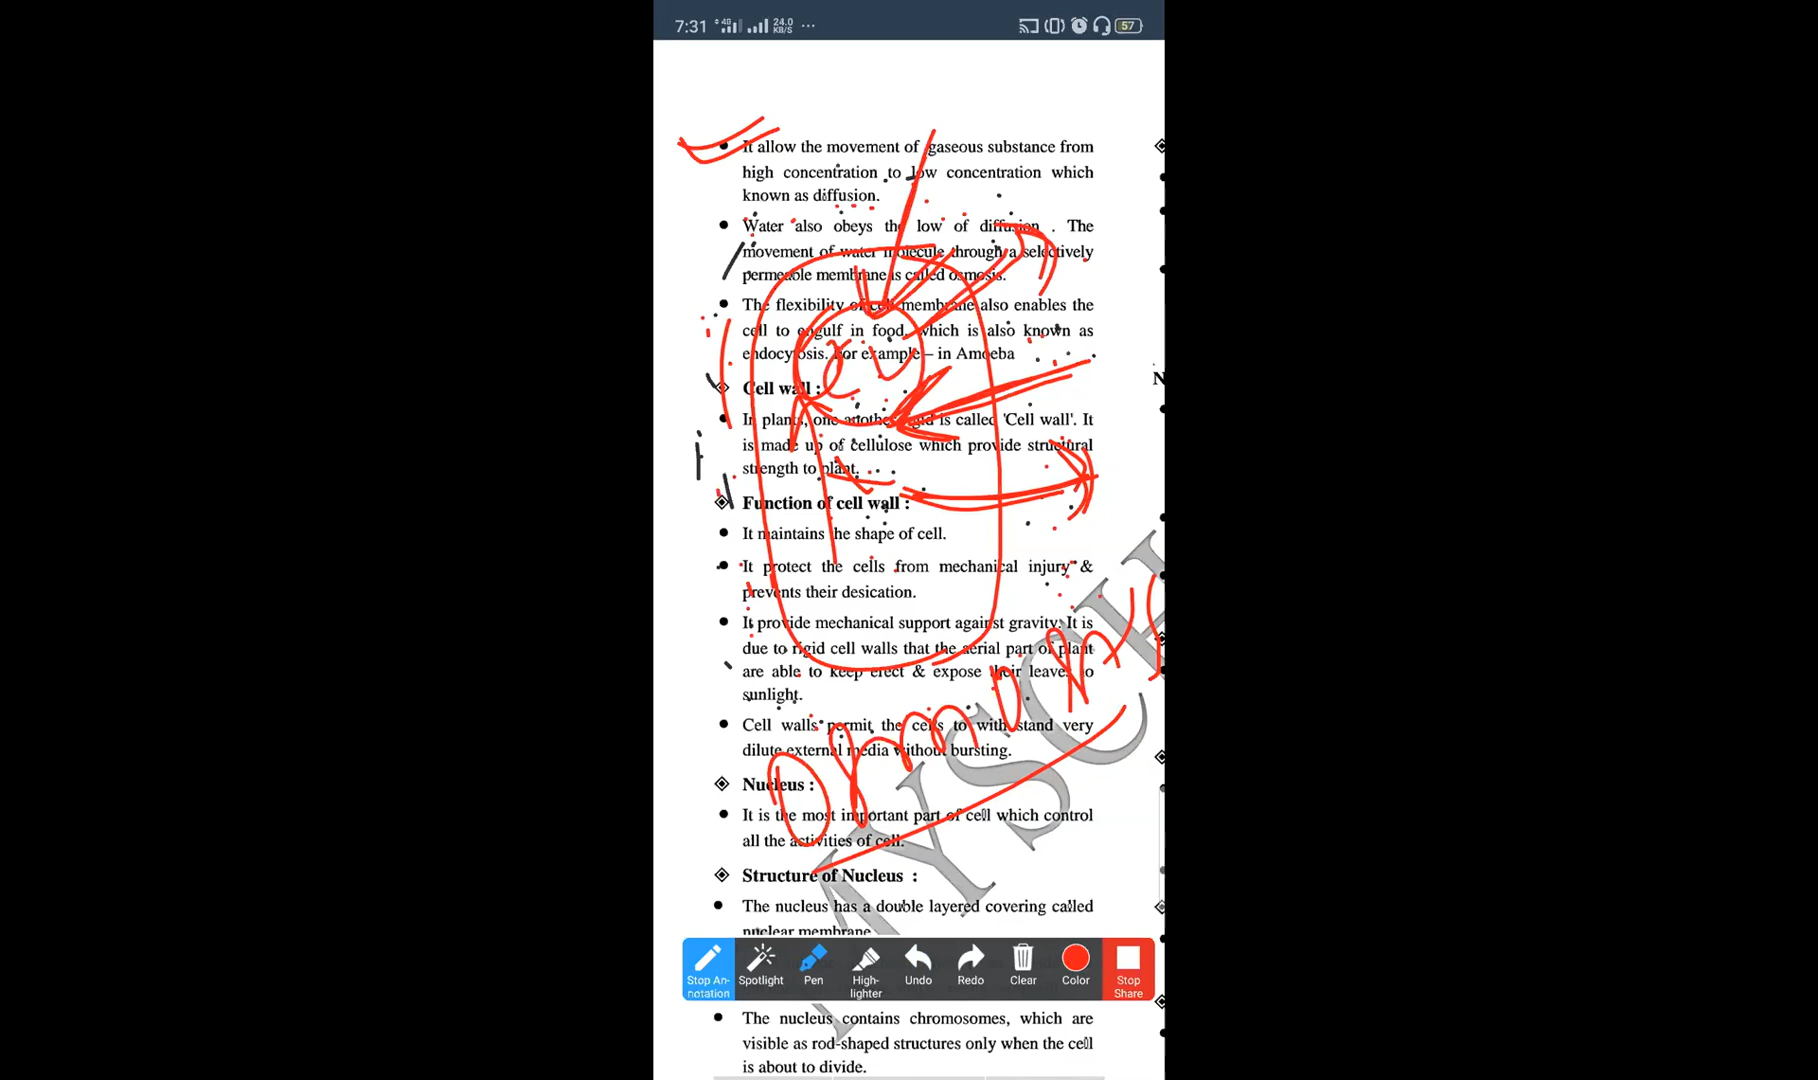 7:31 4G 24.0 KB/S ... 57
It allow the movement of gaseous substance from
high concentration to low concentration which
known as diffusion.
Water also obeys the low of diffusion . The
movement of water molecule through a selectively
permeable membrane is called osmosis.
The flexibility of cell membrane also enables the
cell to engulf in food, which is also known as
endocytosis. For example – in Amoeba
Cell wall :
In plants, one another rigid is called 'Cell wall'. It
is made up of cellulose which provide structural
strength to plant.
Function of cell wall :
It maintains the shape of cell.
It protect the cells from mechanical injury &
prevents their desication.
It provide mechanical support against gravity. It is
due to rigid cell walls that the aerial part of plant
are able to keep erect & expose their leaves to
sunlight.
Cell walls permit the cells to with stand very
dilute external media without bursting.
Nucleus :
It is the most important part of cell which control
all the activities of cell.
Structure of Nucleus :
The nucleus has a double layered covering called
nuclear membrane
Stop An-
notation
Spotlight
Pen
High-
lighter
Undo
Redo
Clear
Color
Stop
Share
The nucleus contains chromosomes, which are
visible as rod-shaped structures only when the cell
is about to divide.
N
MYSCH